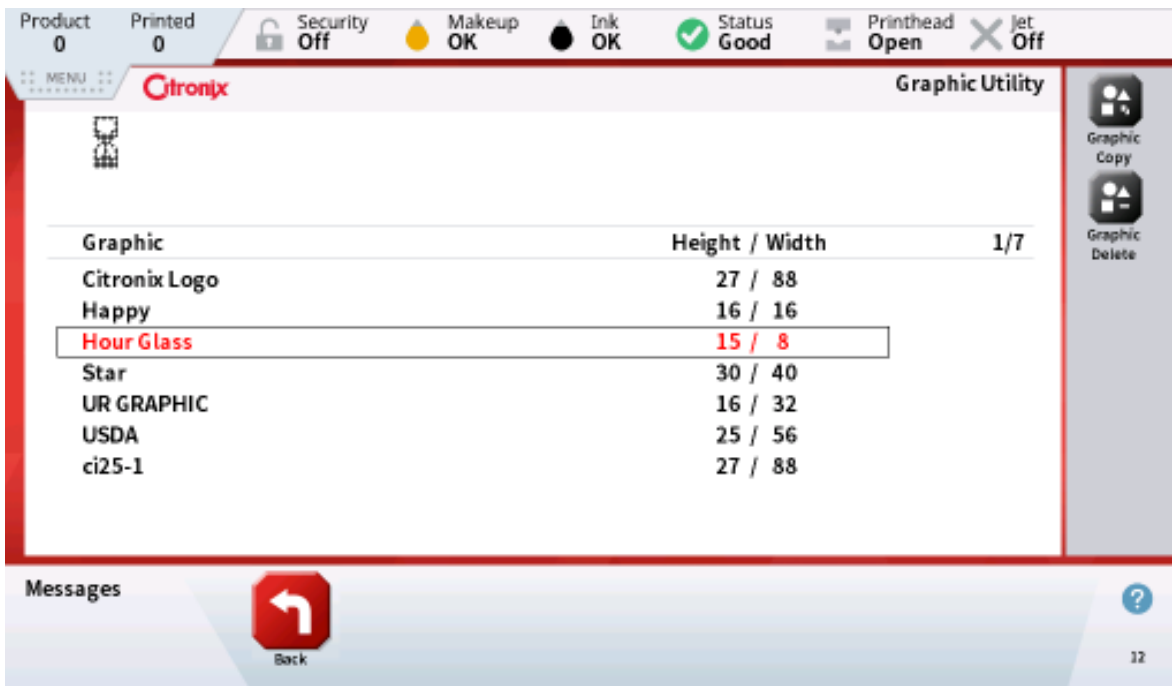 Product Printed Security Makeup Ink Status Printhead Jet
0 0 Off OK OK Good Open Off
MENU Citronix Graphic Utility
Graphic
Copy
Graphic
Delete
Graphic Height / Width 1/7
Citronix Logo 27 / 88
Happy 16 / 16
Hour Glass 15 / 8
Star 30 / 40
UR GRAPHIC 16 / 32
USDA 25 / 56
ci25-1 27 / 88
Messages
Back
?
12